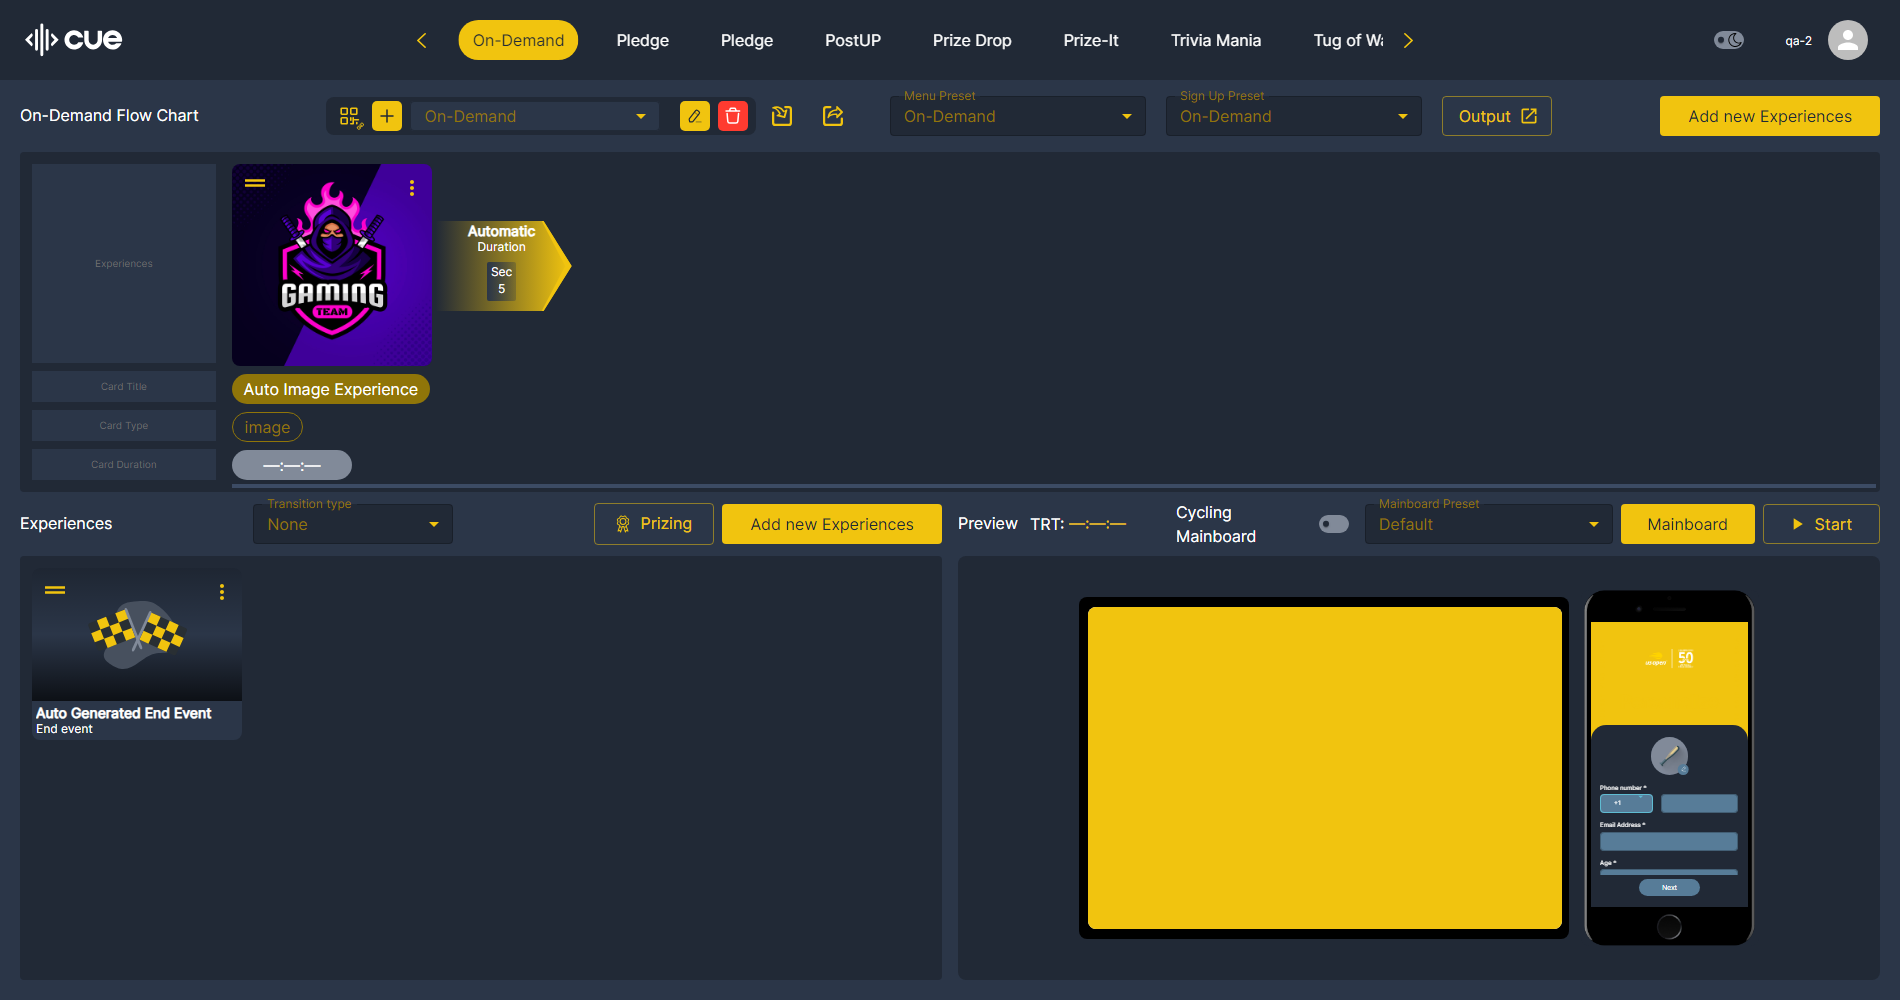 cue
On-Demand
Pledge
Pledge
PostUP
Prize Drop
Prize-It
Trivia Mania
Tug of Wa
qa-2
On-Demand Flow Chart
On-Demand
Menu Preset
On-Demand
Sign Up Preset
On-Demand
Output
Add new Experiences
Experiences
GAMING
TEAM
Automatic
Duration
Sec
5
Card Title
Auto Image Experience
Card Type
image
Card Duration
—:—:—
Experiences
Transition type
None
Prizing
Add new Experiences
Preview
TRT: —:—:—
Cycling
Mainboard
Mainboard Preset
Default
Mainboard
Start
Auto Generated End Event
End event
50
Phone number *
+1
Email Address *
Age *
Next